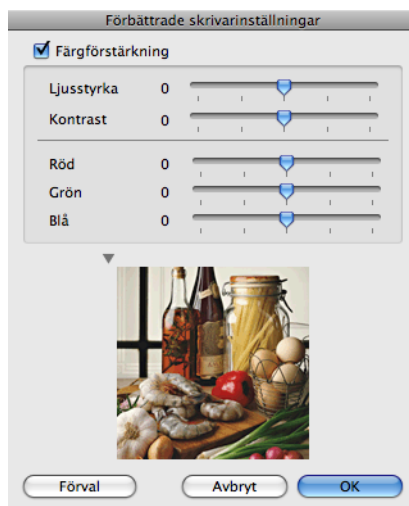 Förbättrade skrivarinställningar
Färgförstärkning
Ljusstyrka 0
Kontrast 0
Röd 0
Grön 0
Blå 0
Förval Avbryt OK